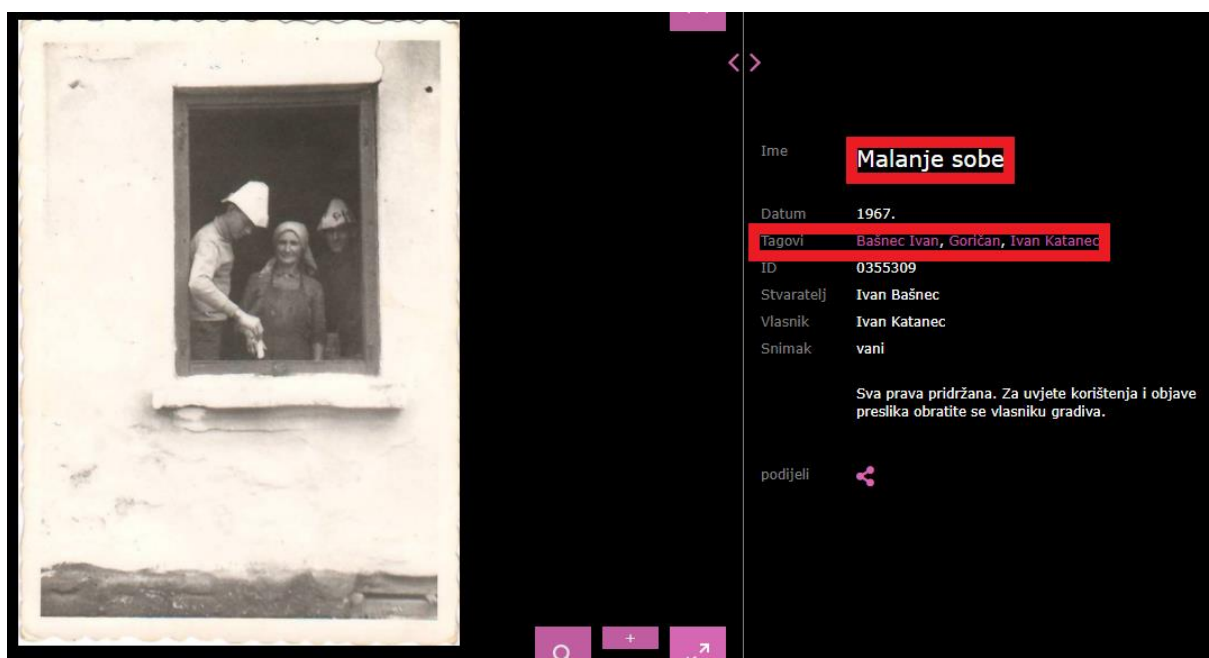 Ime Malanje sobe
Datum 1967.
Tagovi Bašnec Ivan, Goričan, Ivan Katanec
ID 0355309
Stvaratelj Ivan Bašnec
Vlasnik Ivan Katanec
Snimak vani
Sva prava pridržana. Za uvjete korištenja i objave
preslika obratite se vlasniku gradiva.
podijeli